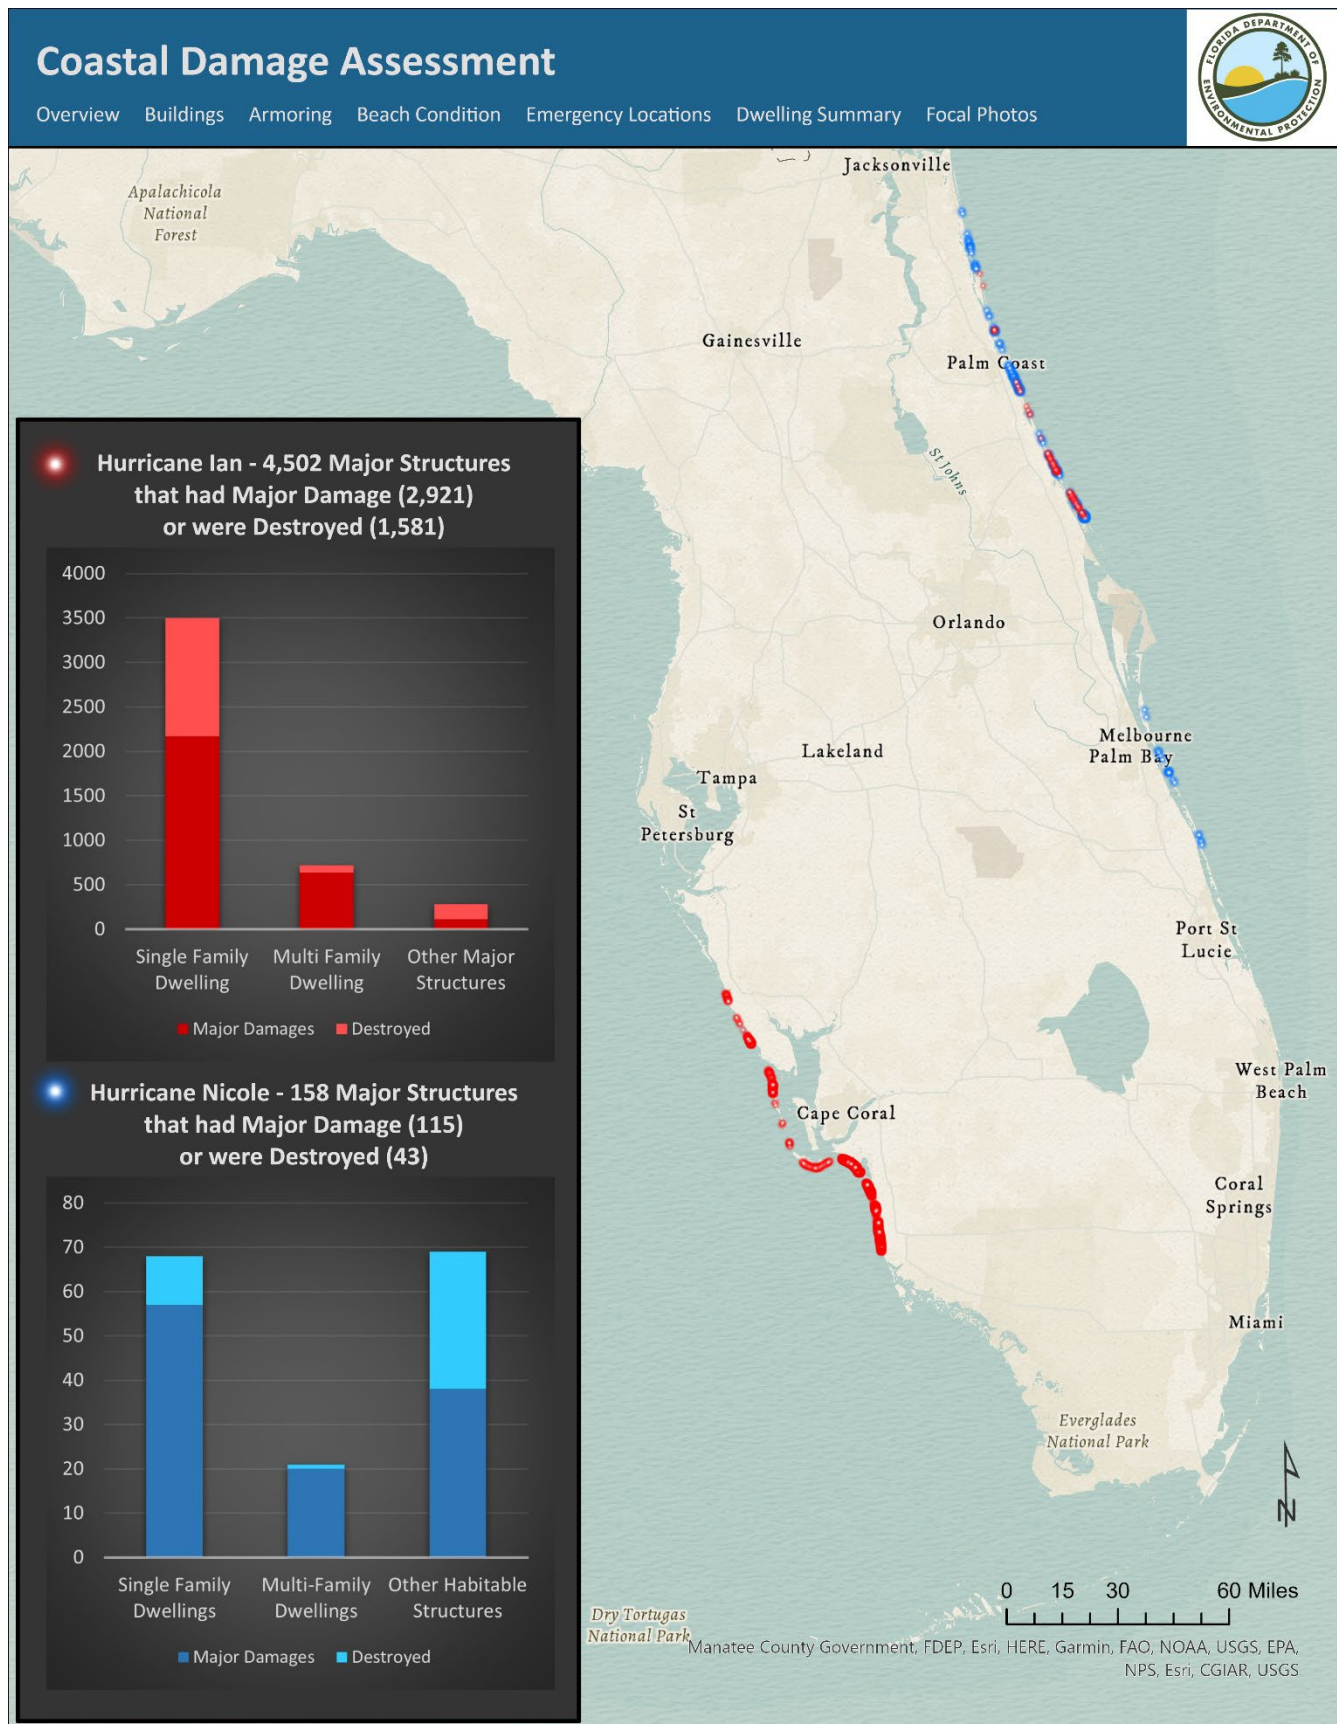 Coastal Damage Assessment
Overview Buildings Armoring Beach Condition Emergency Locations Dwelling Summary Focal Photos
FLORIDA DEPARTMENT OF
ENVIRONMENTAL PROTECTION
Jacksonville
Apalachicola
National
Forest
Gainesville
Palm Coast
St Johns
Orlando
Melbourne
Palm Bay
Lakeland
Tampa
St
Petersburg
Port St
Lucie
West Palm
Beach
Cape Coral
Coral
Springs
Miami
Everglades
National Park
Dry Tortugas
National Park
Hurricane Ian - 4,502 Major Structures
that had Major Damage (2,921)
or were Destroyed (1,581)
4000
3500
3000
2500
2000
1500
1000
500
0
Single Family
Dwelling
Multi Family
Dwelling
Other Major
Structures
Major Damages Destroyed
Hurricane Nicole - 158 Major Structures
that had Major Damage (115)
or were Destroyed (43)
80
70
60
50
40
30
20
10
0
Single Family
Dwellings
Multi-Family
Dwellings
Other Habitable
Structures
Major Damages Destroyed
N
0 15 30 60 Miles
Manatee County Government, FDEP, Esri, HERE, Garmin, FAO, NOAA, USGS, EPA,
NPS, Esri, CGIAR, USGS